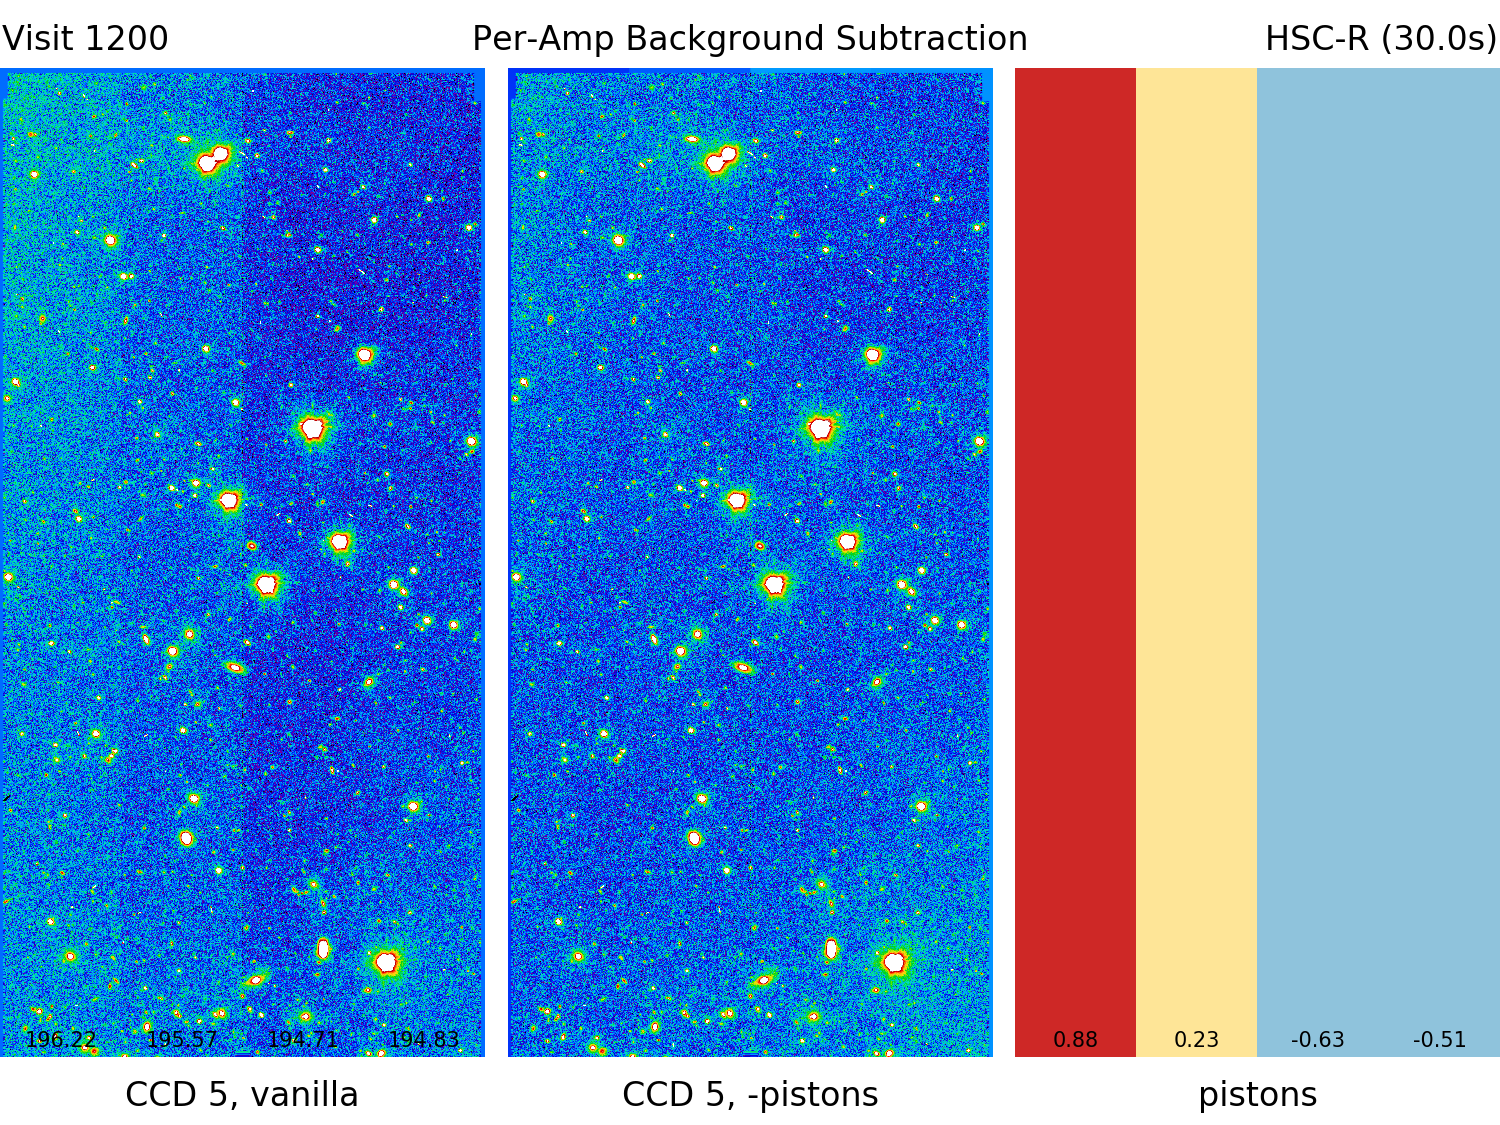 Visit 1200 Per-Amp Background Subtraction HSC-R (30.0s)
196.22 195.57 194.71 194.83 0.88 0.23 -0.63 -0.51
CCD 5, vanilla CCD 5, -pistons pistons